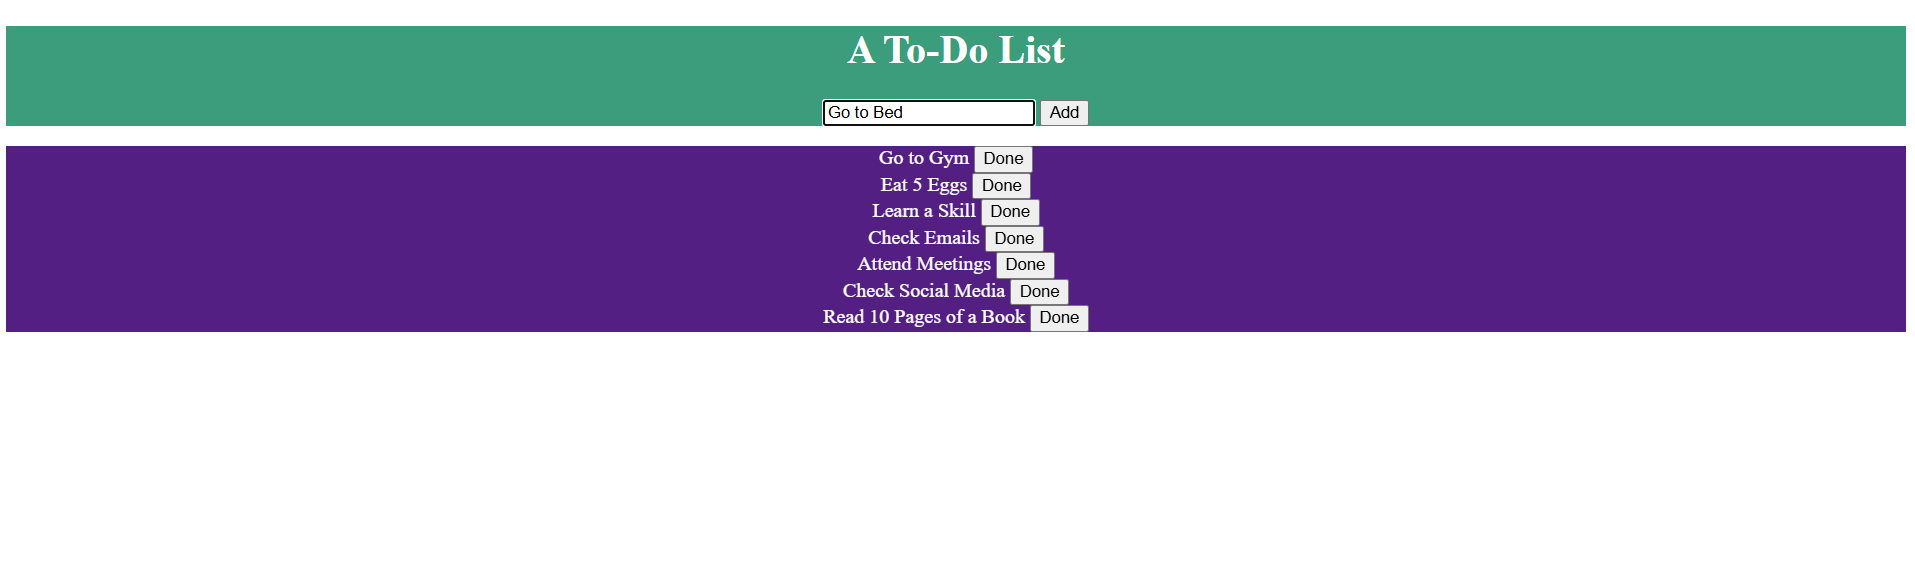 A To-Do List
Go to Bed Add
Go to Gym Done
Eat 5 Eggs Done
Learn a Skill Done
Check Emails Done
Attend Meetings Done
Check Social Media Done
Read 10 Pages of a Book Done